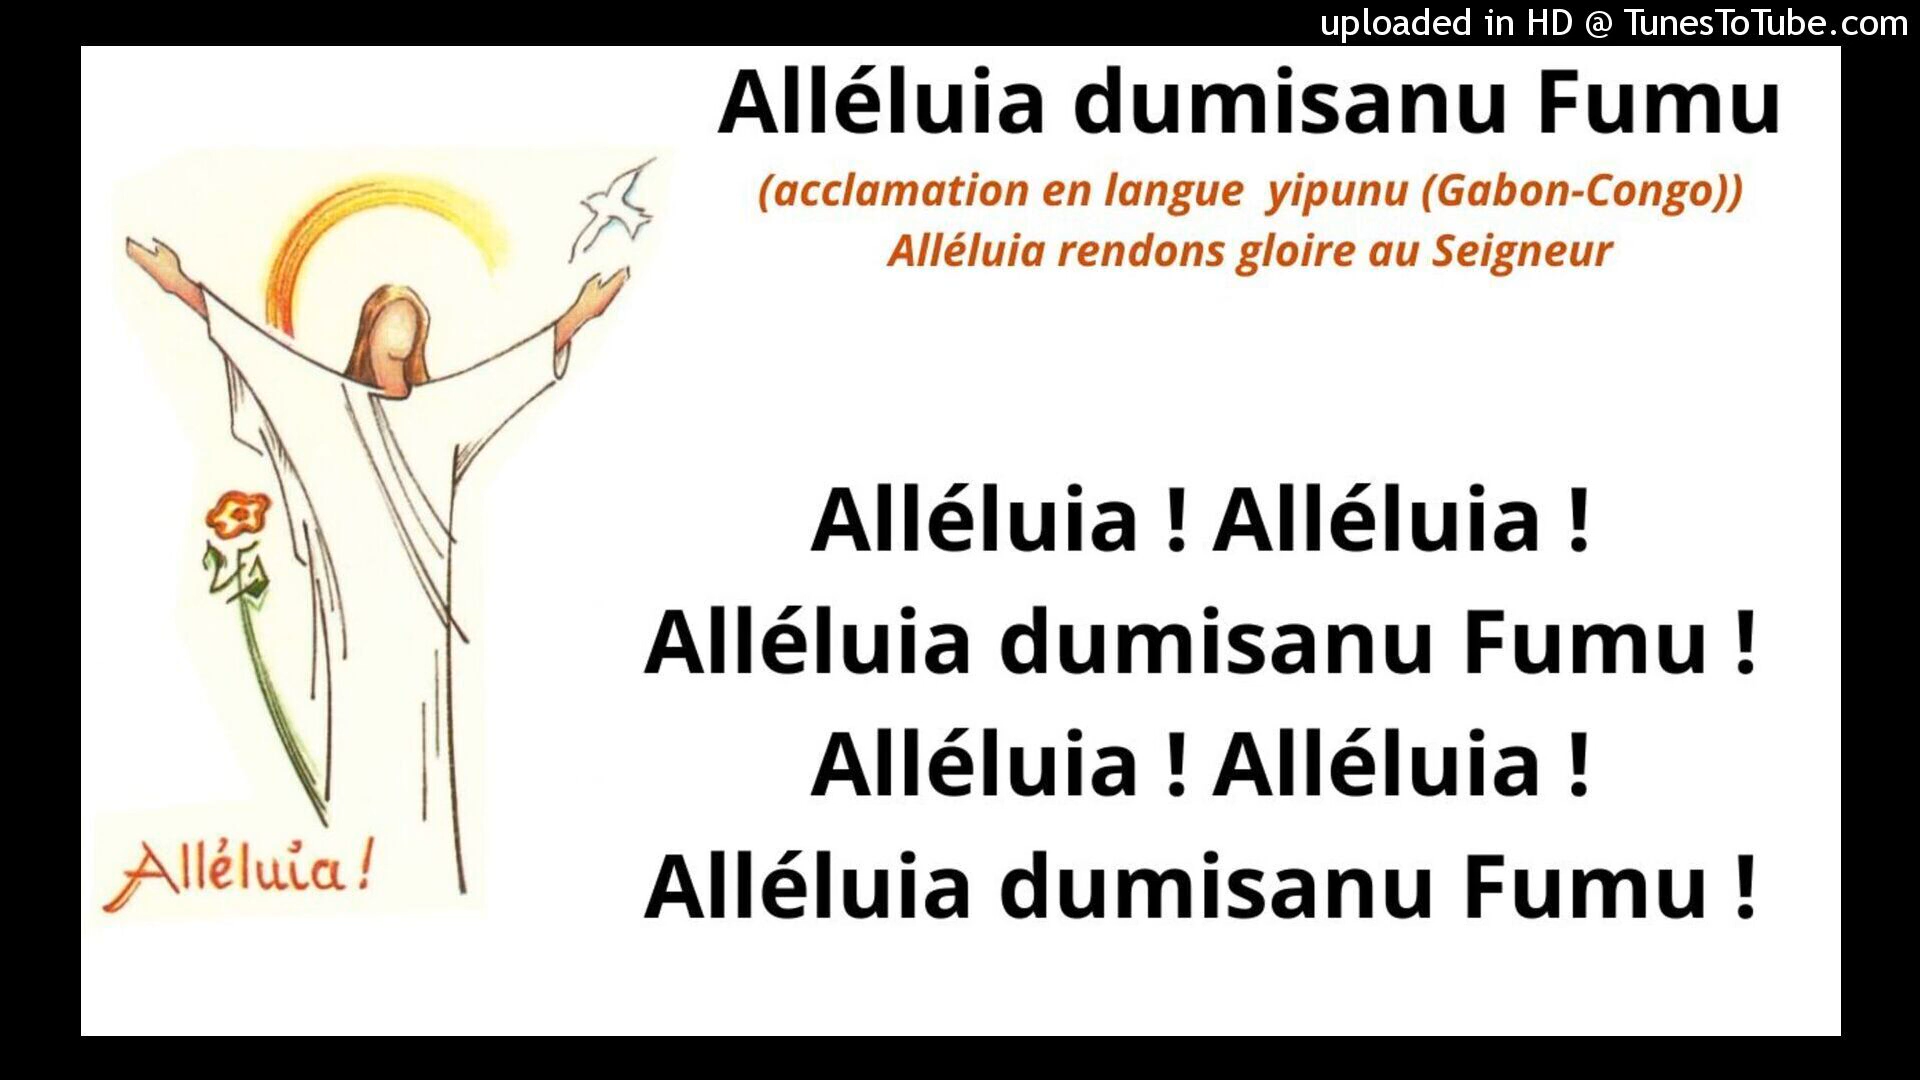 uploaded in HD @ TunesToTube.com
Alléluia dumisanu Fumu
(acclamation en langue yipunu (Gabon-Congo))
Alléluia rendons gloire au Seigneur
Alléluia ! Alléluia !
Alléluia dumisanu Fumu !
Alléluia ! Alléluia !
Alléluia dumisanu Fumu !
Alléluia !